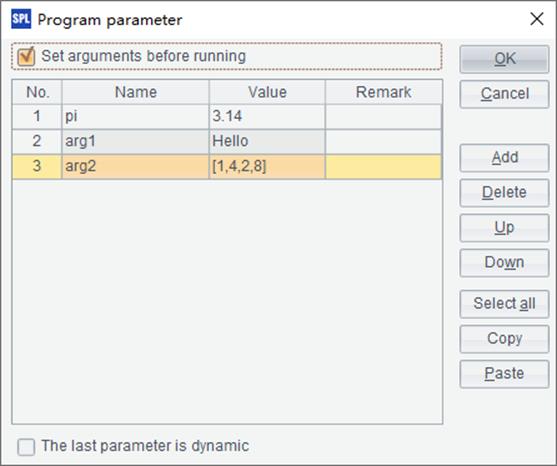 SPL Program parameter
Set arguments before running
OK
Cancel
No. Name Value Remark
1 pi 3.14
2 arg1 Hello
3 arg2 [1,4,2,8]
Add
Delete
Up
Down
Select all
Copy
Paste
The last parameter is dynamic